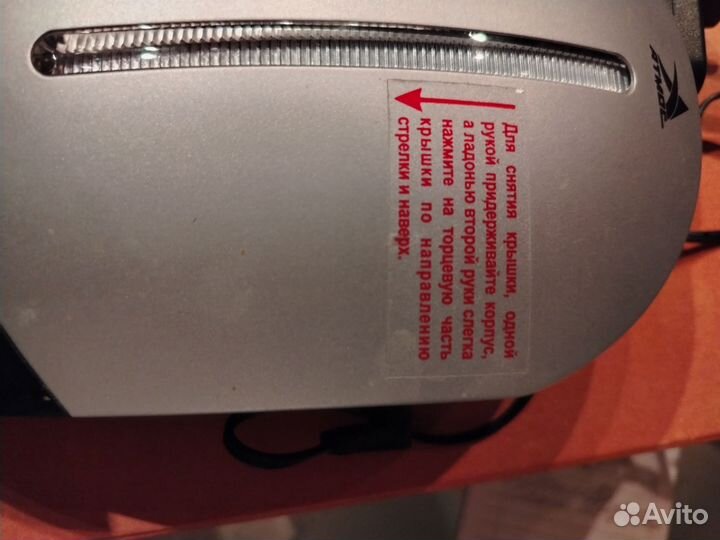 АТМОС
Для снятия крышки, одной
рукой придерживайте корпус,
а ладонью второй руки слегка
нажмите на торцевую часть
крышки по направлению
стрелки и наверх.
Avito